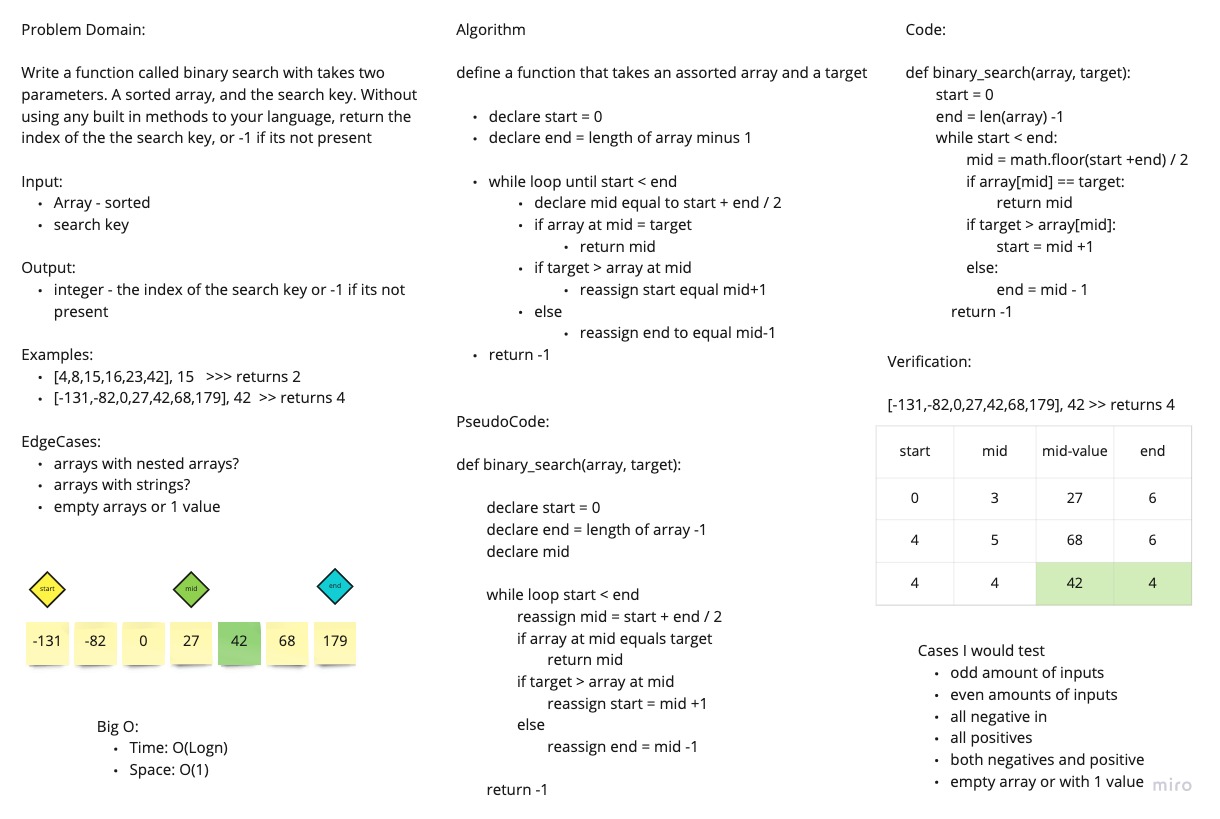 Problem Domain:
Write a function called binary search with takes two
parameters. A sorted array, and the search key. Without
using any built in methods to your language, return the
index of the the search key, or -1 if its not present
Input:
• Array - sorted
• search key
Output:
• integer - the index of the search key or -1 if its not
present
Examples:
• [4,8,15,16,23,42], 15 >>> returns 2
• [-131,-82,0,27,42,68,179], 42 >> returns 4
EdgeCases:
• arrays with nested arrays?
• arrays with strings?
• empty arrays or 1 value
start
mid
end
-131 -82 0 27 42 68 179
Big O:
• Time: O(Logn)
• Space: O(1)
Algorithm
define a function that takes an assorted array and a target
• declare start = 0
• declare end = length of array minus 1
• while loop until start < end
• declare mid equal to start + end / 2
• if array at mid = target
• return mid
• if target > array at mid
• reassign start equal mid+1
• else
• reassign end to equal mid-1
• return -1
PseudoCode:
def binary_search(array, target):
declare start = 0
declare end = length of array -1
declare mid
while loop start < end
reassign mid = start + end / 2
if array at mid equals target
return mid
if target > array at mid
reassign start = mid +1
else
reassign end = mid -1
return -1
Code:
def binary_search(array, target):
start = 0
end = len(array) -1
while start < end:
mid = math.floor(start +end) / 2
if array[mid] == target:
return mid
if target > array[mid]:
start = mid +1
else:
end = mid - 1
return -1
Verification:
[-131,-82,0,27,42,68,179], 42 >> returns 4
start mid mid-value end
0 3 27 6
4 5 68 6
4 4 42 4
Cases I would test
• odd amount of inputs
• even amounts of inputs
• all negative in
• all positives
• both negatives and positive
• empty array or with 1 value
miro